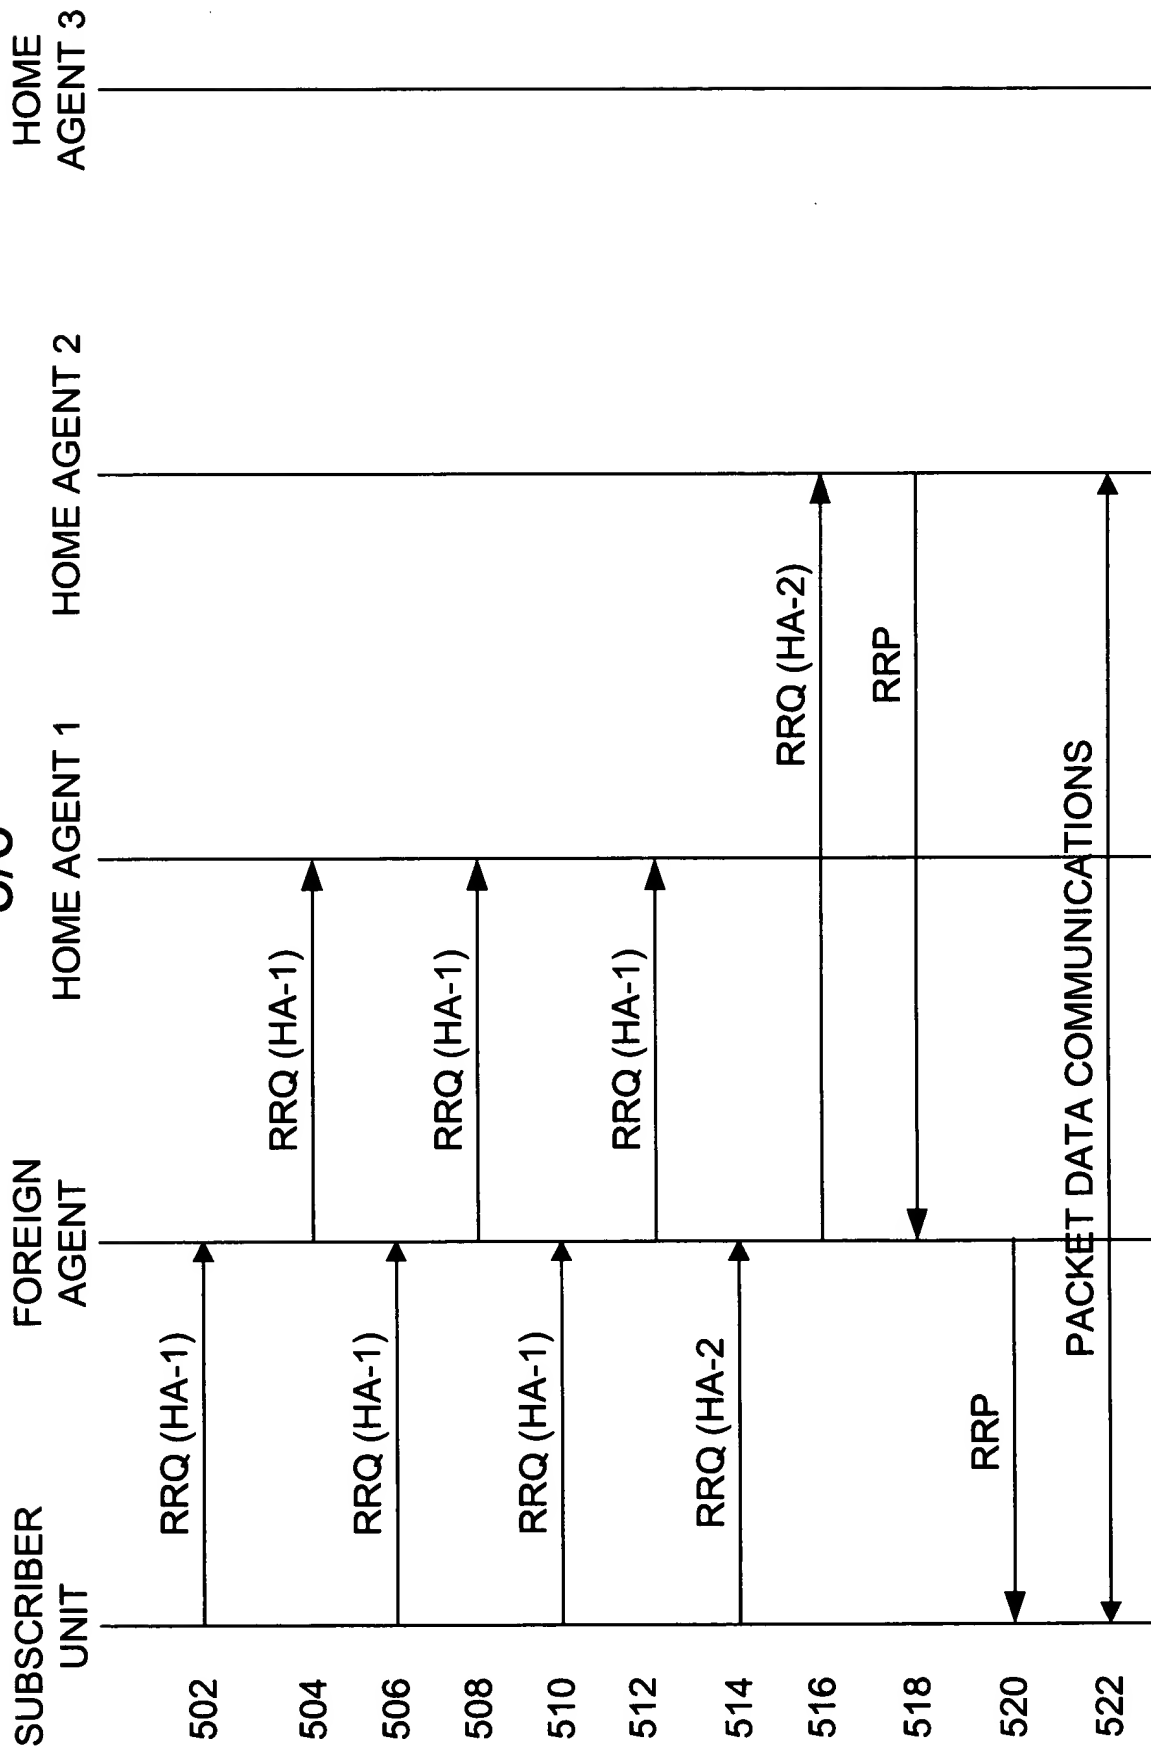 SUBSCRIBER
UNIT
FOREIGN
AGENT
HOME AGENT 1
HOME AGENT 2
HOME
AGENT 3
502
RRQ (HA-1)
504
RRQ (HA-1)
506
RRQ (HA-1)
508
RRQ (HA-1)
510
RRQ (HA-1)
512
RRQ (HA-1)
514
RRQ (HA-2
516
RRQ (HA-2)
518
RRP
520
RRP
522
PACKET DATA COMMUNICATIONS